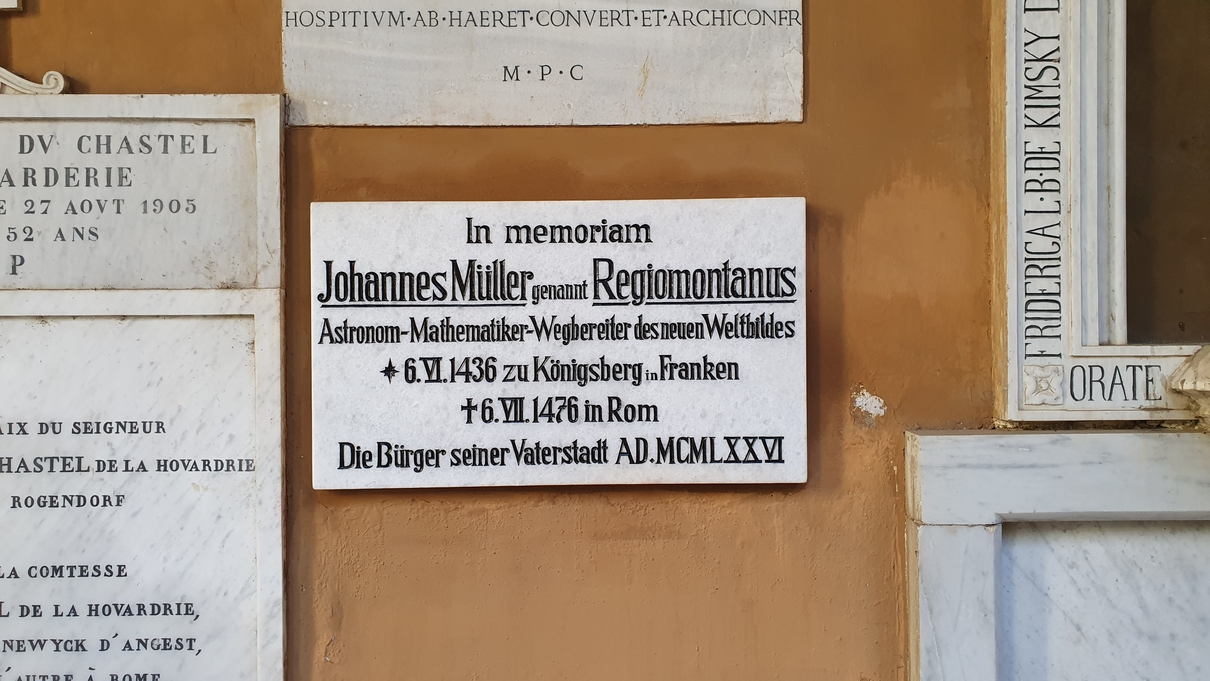 HOSPITIVM·AB·HAERET·CONVERT·ET·ARCHICONFR
M·P·C
DV CHASTEL
ARDERIE
27 AOVT 1905
52 ANS
P
In memoriam
Johannes Müller genannt Regiomontanus
Astronom-Mathematiker-Wegbereiter des neuen Weltbildes
✶ 6.VI.1436 zu Königsberg in Franken
† 6.VII.1476 in Rom
Die Bürger seiner Vaterstadt AD.MCMLXXVI
AIX DU SEIGNEUR
HASTEL DE LA HOVARDRIE
ROGENDORF
LA COMTESSE
L DE LA HOVARDRIE,
NEWYCK D'ANGEST,
'AUTRE À ROME
FRIDERICA L·B·DE KIMSKY D
ORATE